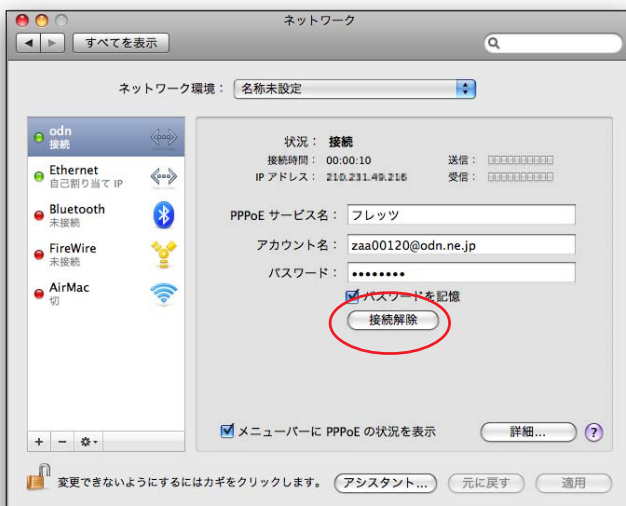 ネットワーク
すべてを表示
ネットワーク環境： 名称未設定
odn
接続
Ethernet
自己割り当て IP
Bluetooth
未接続
FireWire
未接続
AirMac
切
状況： 接続
接続時間： 00:00:10 送信：
IP アドレス： 210.231.49.216 受信：
PPPoE サービス名： フレッツ
アカウント名： zaa00120@odn.ne.jp
パスワード： ••••••••
パスワードを記憶
接続解除
メニューバーに PPPoE の状況を表示 詳細... ?
変更できないようにするにはカギをクリックします。 アシスタント... 元に戻す 適用